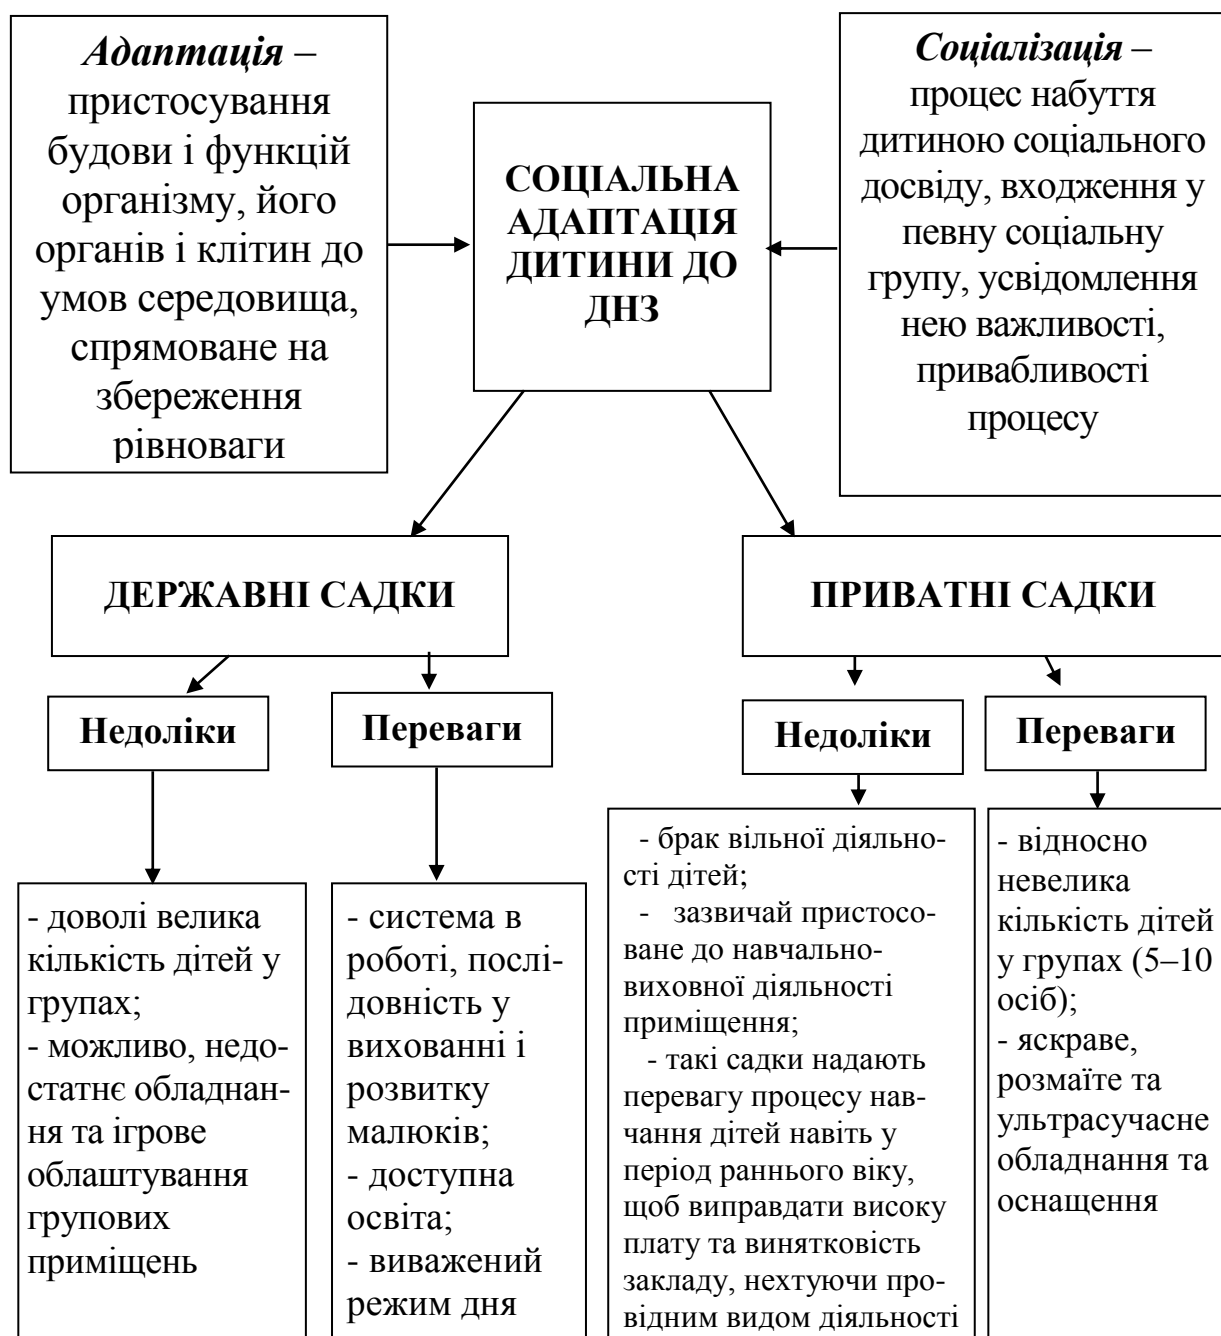 Адаптація –
пристосування
будови і функцій
організму, його
органів і клітин до
умов середовища,
спрямоване на
збереження
рівноваги
СОЦІАЛЬНА
АДАПТАЦІЯ
ДИТИНИ ДО
ДНЗ
Соціалізація –
процес набуття
дитиною соціального
досвіду, входження у
певну соціальну
групу, усвідомлення
нею важливості,
привабливості
процесу
ДЕРЖАВНІ САДКИ
ПРИВАТНІ САДКИ
Недоліки
Переваги
Недоліки
Переваги
- доволі велика
кількість дітей у
групах;
- можливо, недо-
статнє обладнан-
ня та ігрове
облаштування
групових
приміщень
- система в
роботі, послі-
довність у
вихованні і
розвитку
малюків;
- доступна
освіта;
- виважений
режим дня
- брак вільної діяльно-
сті дітей;
- зазвичай пристосо-
ване до навчально-
виховної діяльності
приміщення;
- такі садки надають
перевагу процесу нав-
чання дітей навіть у
період раннього віку,
щоб виправдати високу
плату та винятковість
закладу, нехтуючи про-
відним видом діяльності
- відносно
невелика
кількість дітей
у групах (5–10
осіб);
- яскраве,
розмаїте та
ультрасучасне
обладнання та
оснащення